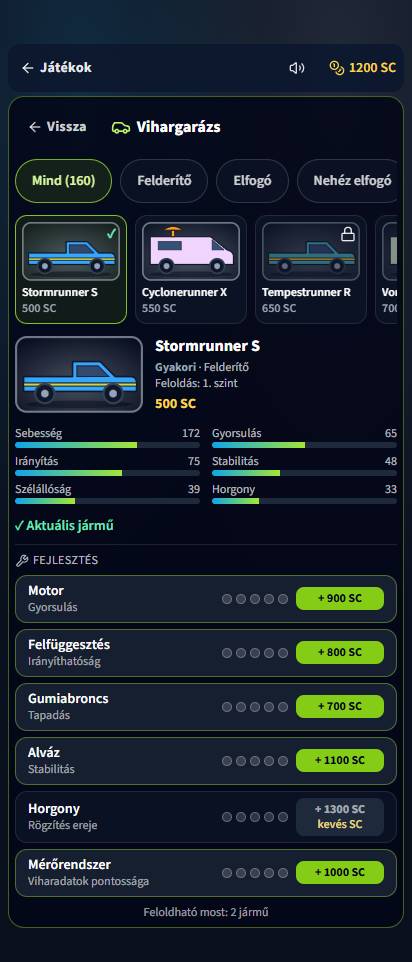 Játékok
1200 SC
Vissza
Vihargarázs
Mind (160)
Felderítő
Elfogó
Nehéz elfogó
Stormrunner S
500 SC
Cyclonerunner X
550 SC
Tempestrunner R
650 SC
Stormrunner S
Gyakori · Felderítő
Feloldás: 1. szint
500 SC
Sebesség 172
Gyorsulás 65
Irányítás 75
Stabilitás 48
Szélállóság 39
Horgony 33
✓ Aktuális jármű
FEJLESZTÉS
Motor
Gyorsulás
+ 900 SC
Felfüggesztés
Irányíthatóság
+ 800 SC
Gumiabroncs
Tapadás
+ 700 SC
Alváz
Stabilitás
+ 1100 SC
Horgony
Rögzítés ereje
+ 1300 SC
kevés SC
Mérőrendszer
Viharadatok pontossága
+ 1000 SC
Feloldható most: 2 jármű